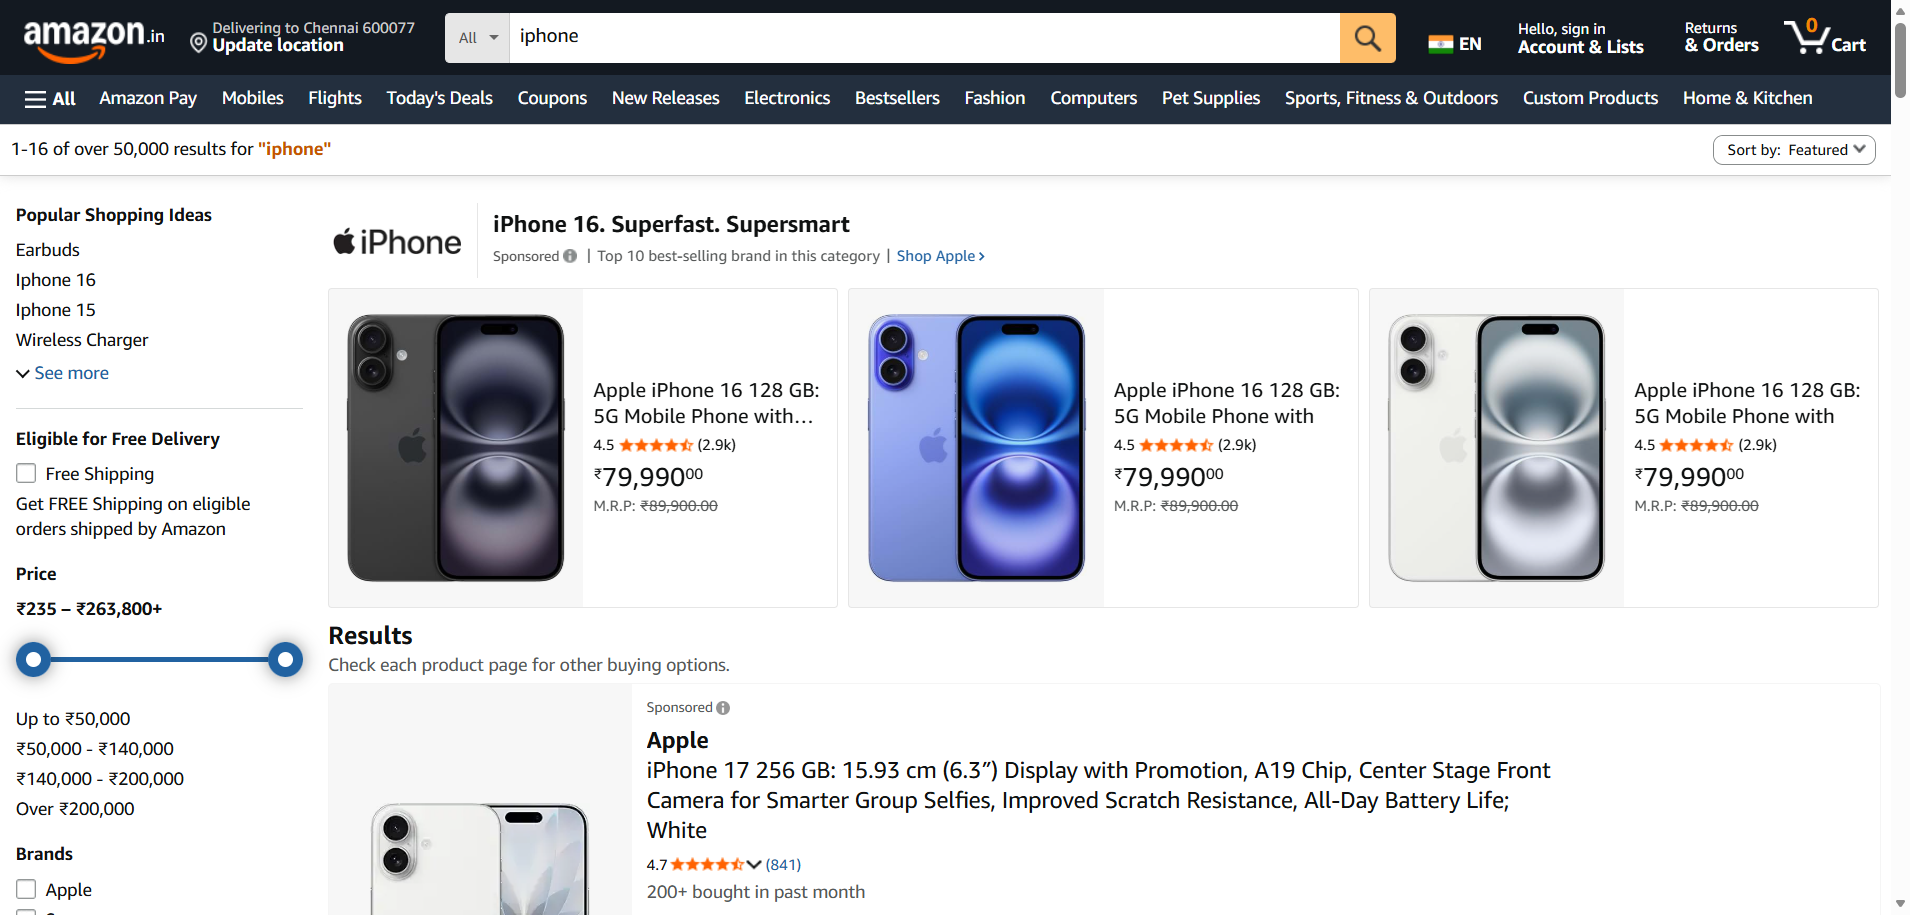 amazon.in
Delivering to Chennai 600077
Update location
All
iphone
EN
Hello, sign in
Account & Lists
Returns
& Orders
0
Cart
All
Amazon Pay
Mobiles
Flights
Today's Deals
Coupons
New Releases
Electronics
Bestsellers
Fashion
Computers
Pet Supplies
Sports, Fitness & Outdoors
Custom Products
Home & Kitchen
1-16 of over 50,000 results for "iphone"
Sort by: Featured
Popular Shopping Ideas
Earbuds
Iphone 16
Iphone 15
Wireless Charger
See more
Eligible for Free Delivery
Free Shipping
Get FREE Shipping on eligible
orders shipped by Amazon
Price
₹235 – ₹263,800+
Up to ₹50,000
₹50,000 - ₹140,000
₹140,000 - ₹200,000
Over ₹200,000
Brands
Apple
iPhone
iPhone 16. Superfast. Supersmart
Sponsored | Top 10 best-selling brand in this category | Shop Apple ›
Apple iPhone 16 128 GB:
5G Mobile Phone with…
4.5 (2.9k)
₹79,99000
M.R.P: ₹89,900.00
Apple iPhone 16 128 GB:
5G Mobile Phone with
4.5 (2.9k)
₹79,99000
M.R.P: ₹89,900.00
Apple iPhone 16 128 GB:
5G Mobile Phone with
4.5 (2.9k)
₹79,99000
M.R.P: ₹89,900.00
Results
Check each product page for other buying options.
Sponsored
Apple
iPhone 17 256 GB: 15.93 cm (6.3″) Display with Promotion, A19 Chip, Center Stage Front
Camera for Smarter Group Selfies, Improved Scratch Resistance, All-Day Battery Life;
White
4.7 (841)
200+ bought in past month